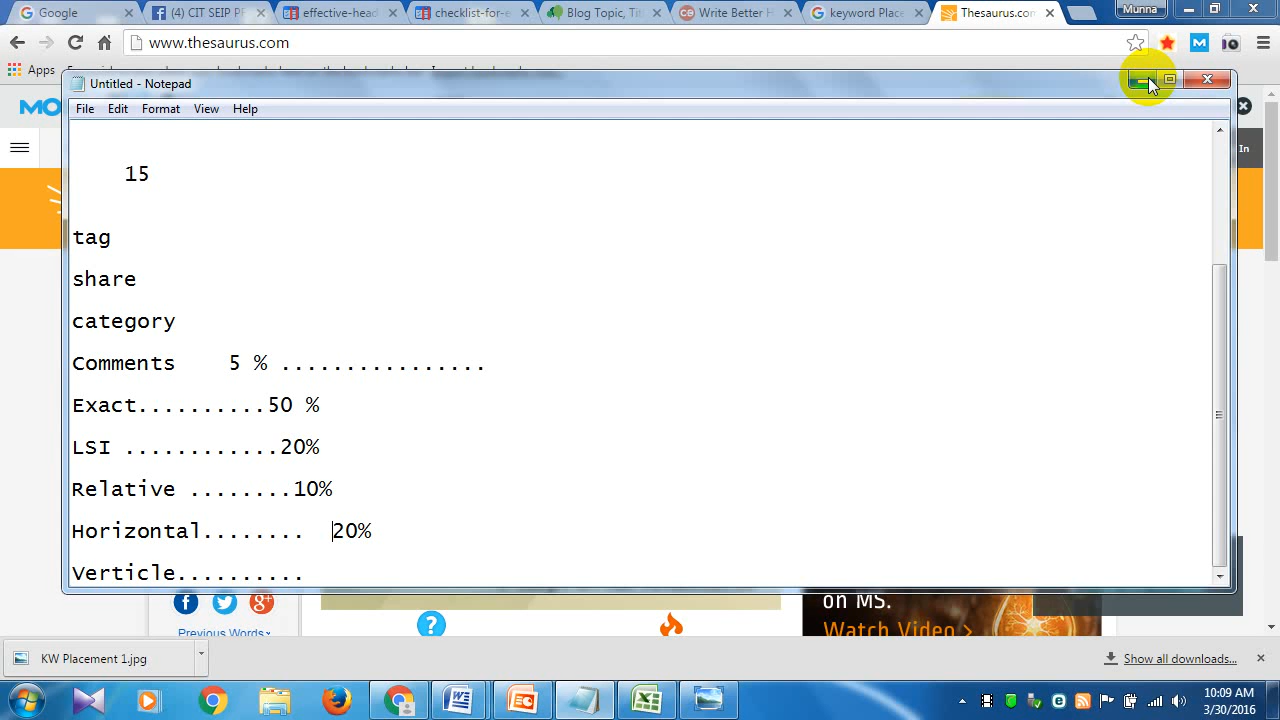 Google
(4) CIT SEIP P
effective-head
checklist-for-e
Blog Topic, Tit
Write Better H
keyword Place
Thesaurus.com
Munna
www.thesaurus.com
Apps
Untitled - Notepad
File Edit Format View Help
MO
In
15
tag
share
category
Comments 5 % ................
Exact..........50 %
LSI ............20%
Relative ........10%
Horizontal........ 20%
Verticle..........
on MS.
Watch Video >
Previous Words
KW Placement 1.jpg
Show all downloads...
10:09 AM
3/30/2016